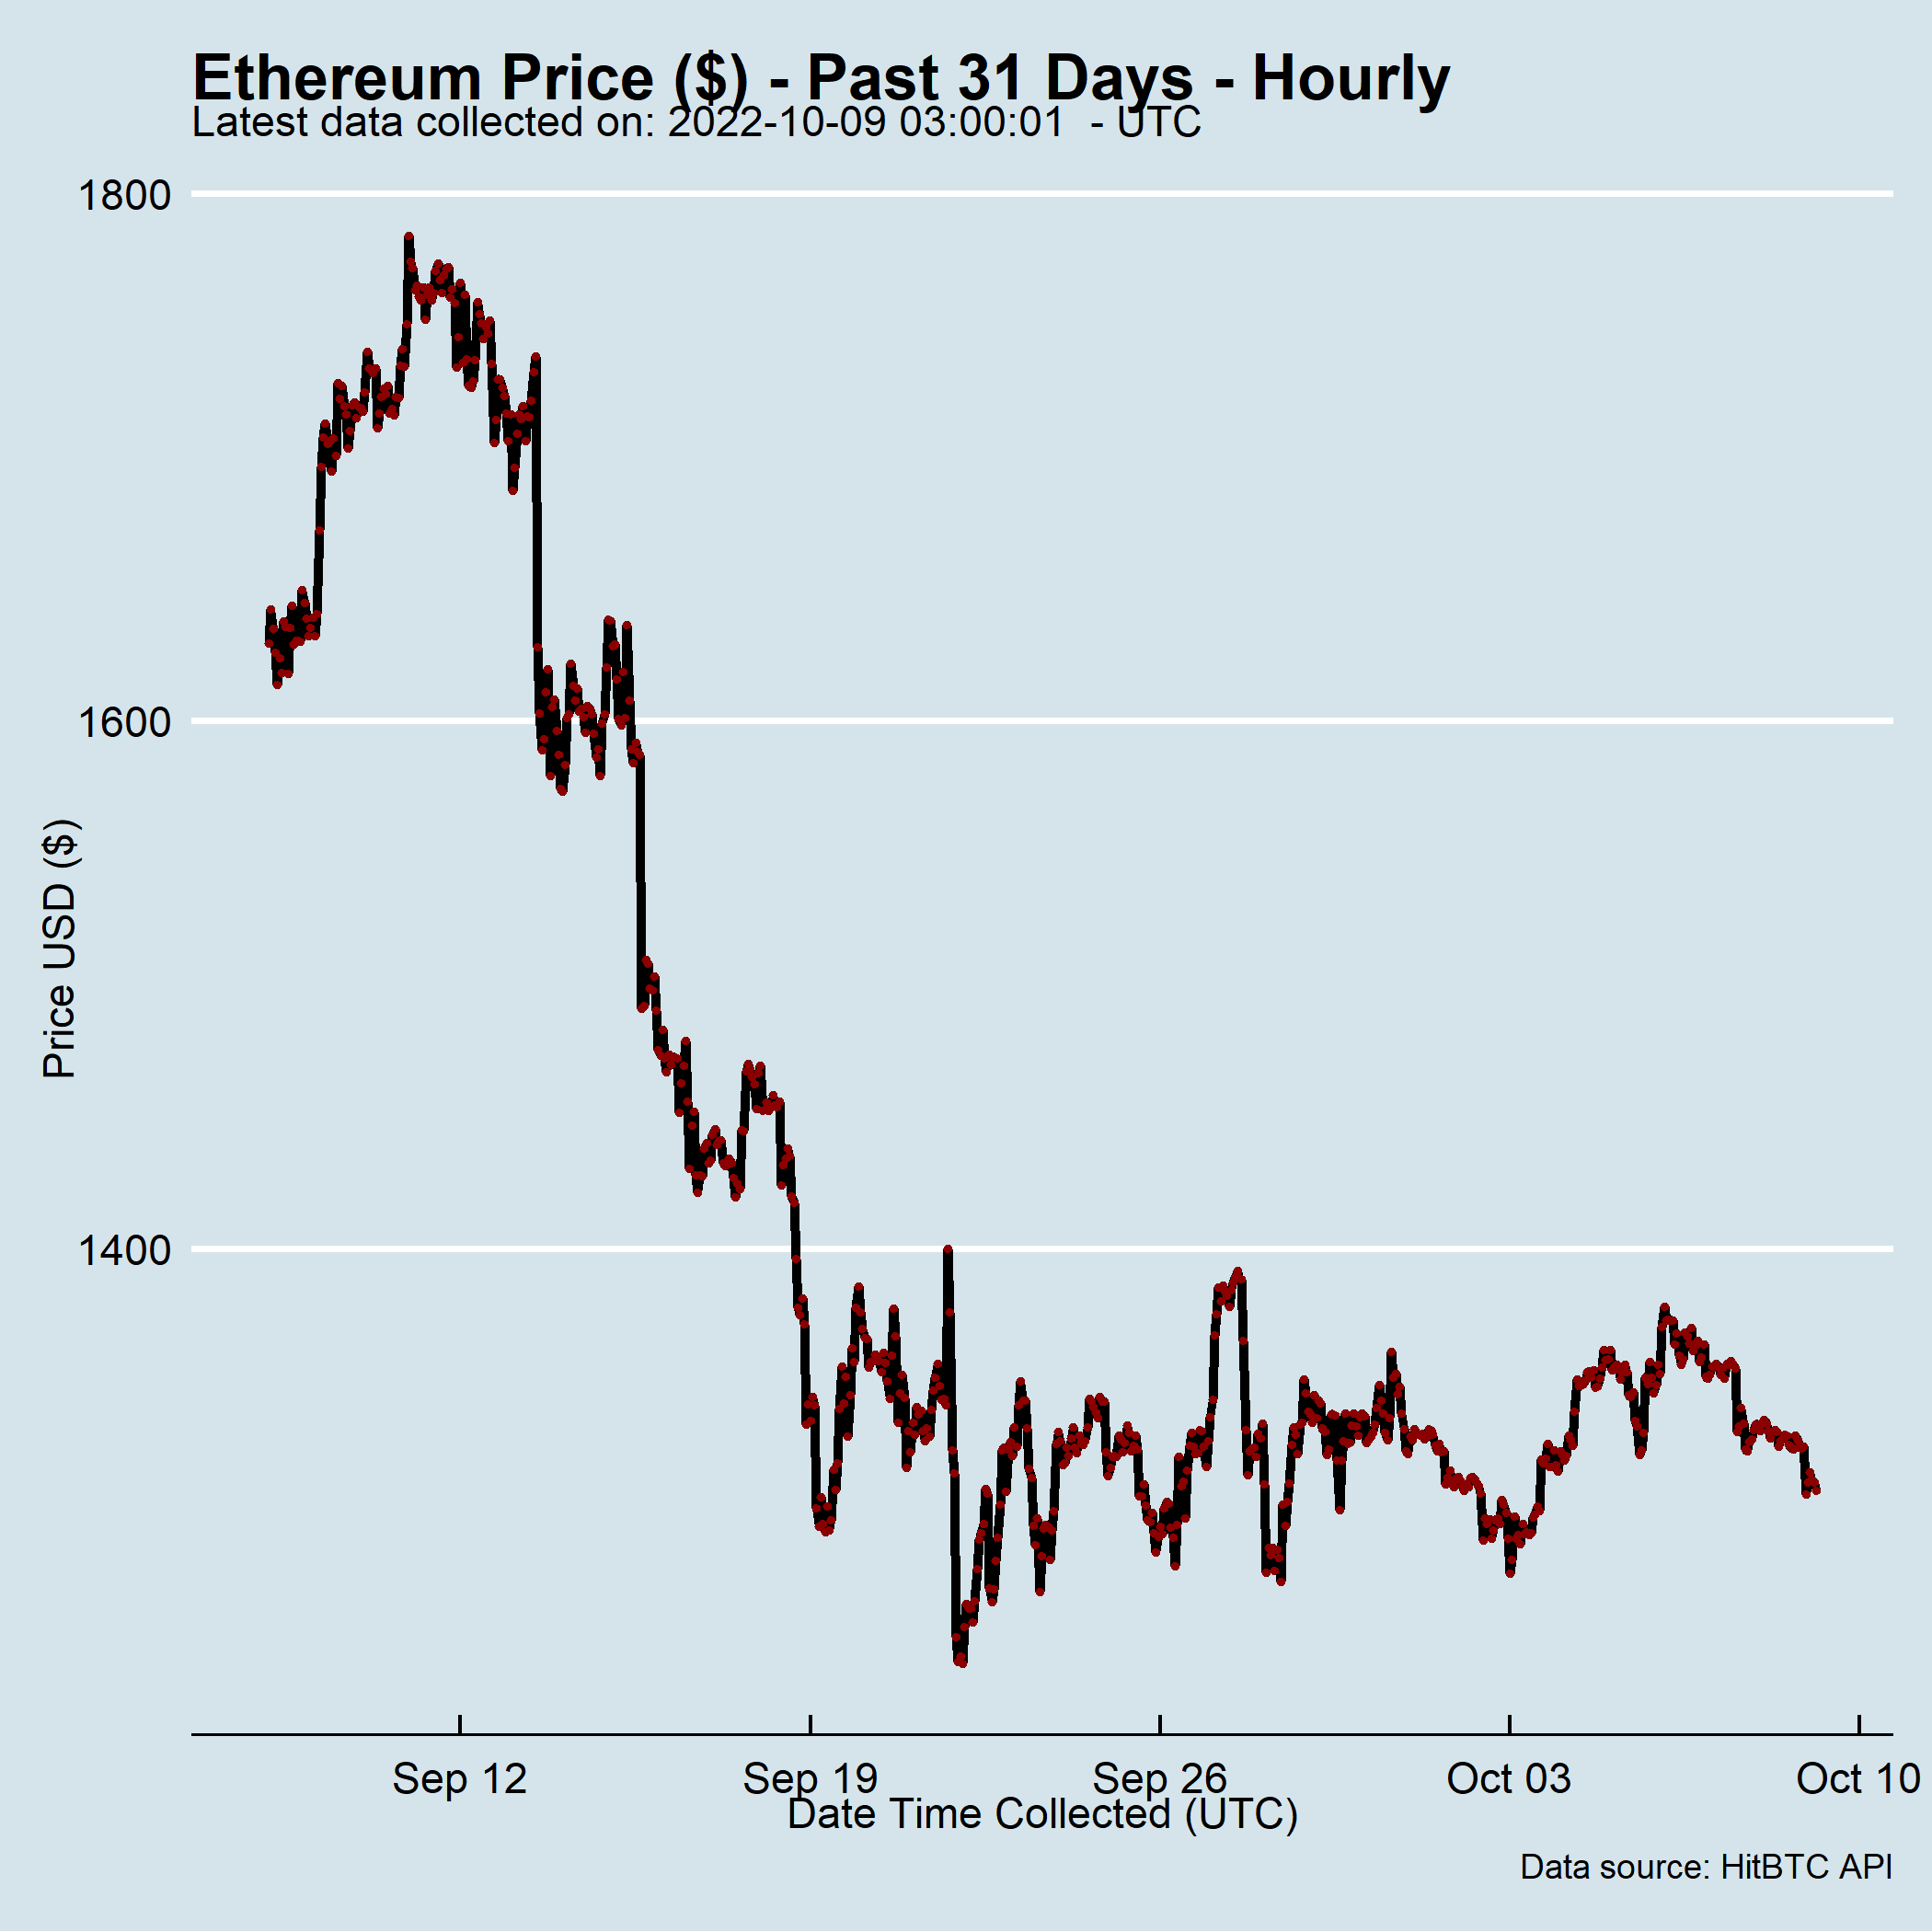 Ethereum Price ($) - Past 31 Days - Hourly
Latest data collected on: 2022-10-09 03:00:01  - UTC
1800
1600
1400
Price USD ($)
Sep 12 Sep 19 Sep 26 Oct 03 Oct 10
Date Time Collected (UTC)
Data source: HitBTC API